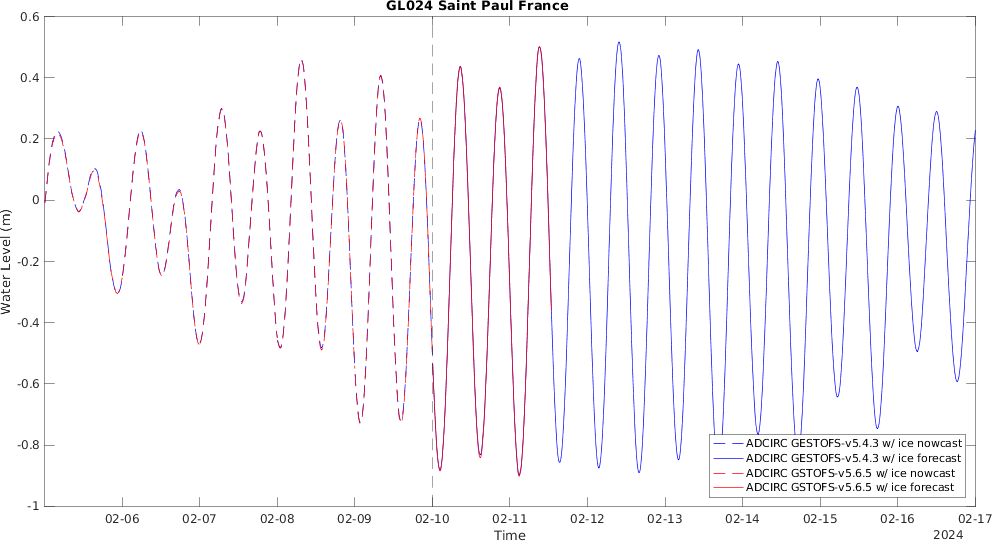 GL024 Saint Paul France
0.6
0.4
0.2
0
-0.2
-0.4
-0.6
-0.8
-1
Water Level (m)
ADCIRC GESTOFS-v5.4.3 w/ ice nowcast
ADCIRC GESTOFS-v5.4.3 w/ ice forecast
ADCIRC GSTOFS-v5.6.5 w/ ice nowcast
ADCIRC GSTOFS-v5.6.5 w/ ice forecast
02-06 02-07 02-08 02-09 02-10 02-11 02-12 02-13 02-14 02-15 02-16 02-17
Time
2024